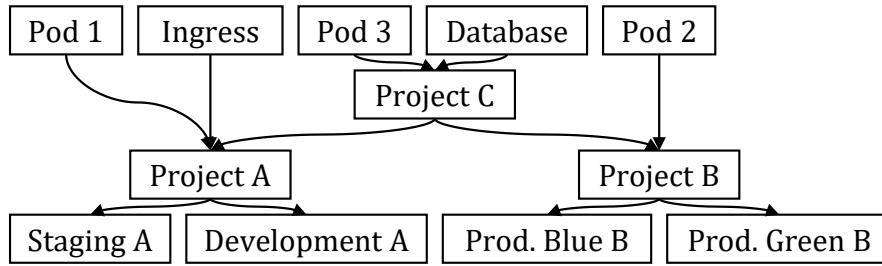 Pod 1
Ingress
Pod 3
Database
Pod 2
Project C
Project A
Project B
Staging A
Development A
Prod. Blue B
Prod. Green B